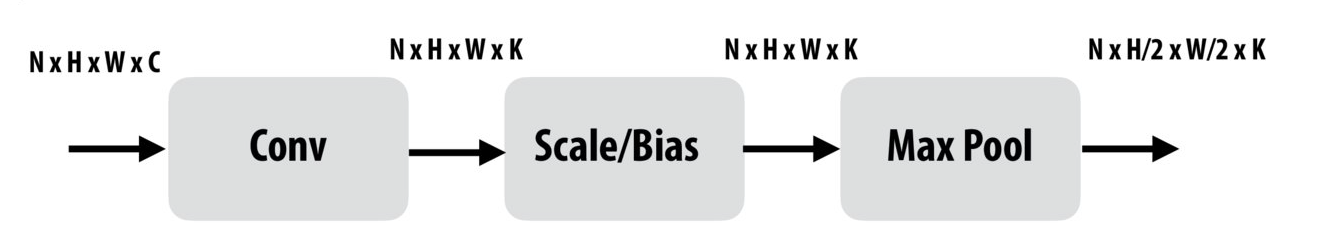 N x H x W x C
N x H x W x K
N x H x W x K
N x H/2 x W/2 x K
Conv
Scale/Bias
Max Pool